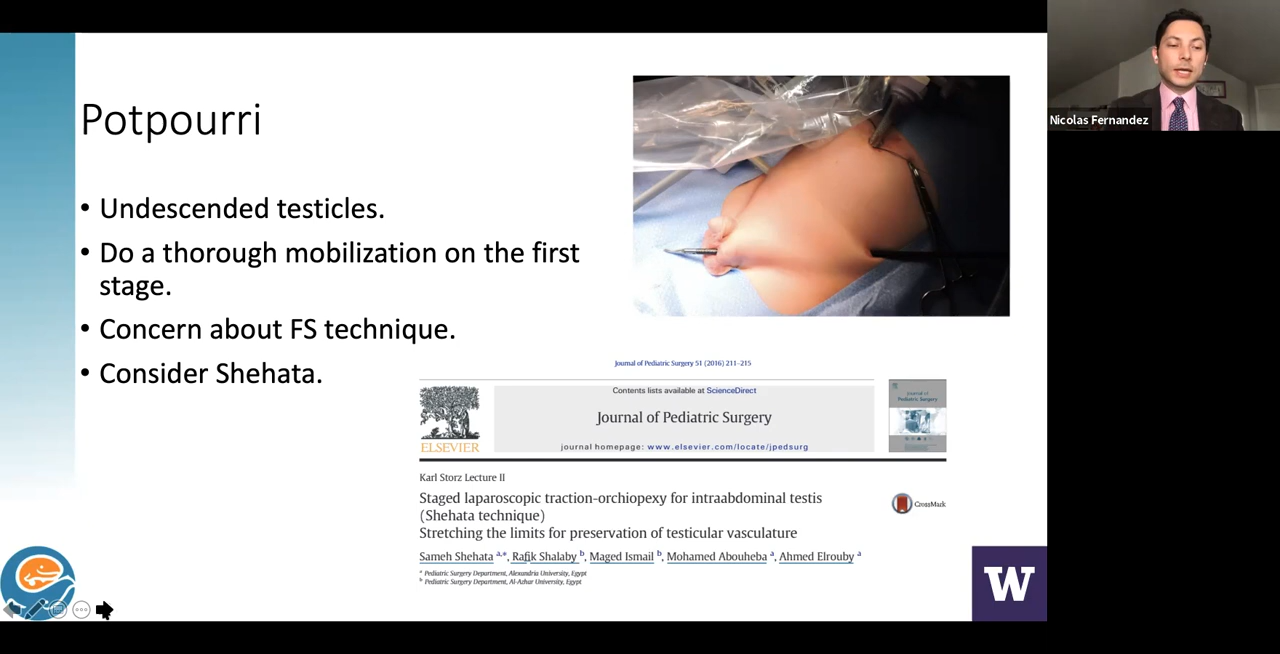 Potpourri
• Undescended testicles.
• Do a thorough mobilization on the first
stage.
• Concern about FS technique.
• Consider Shehata.
Nicolas Fernandez
Journal of Pediatric Surgery 51 (2016) 211–215
Contents lists available at ScienceDirect
Journal of Pediatric Surgery
journal homepage: www.elsevier.com/locate/jpedsurg
ELSEVIER
Journal of
Pediatric Surgery
Karl Storz Lecture II
Staged laparoscopic traction-orchiopexy for intraabdominal testis
(Shehata technique)
Stretching the limits for preservation of testicular vasculature
CrossMark
Sameh Shehata a,*, Rafik Shalaby b, Maged Ismail b, Mohamed Abouheba a, Ahmed Elrouby a
a Pediatric Surgery Department, Alexandria University, Egypt
b Pediatric Surgery Department, Al-Azhar University, Egypt
W